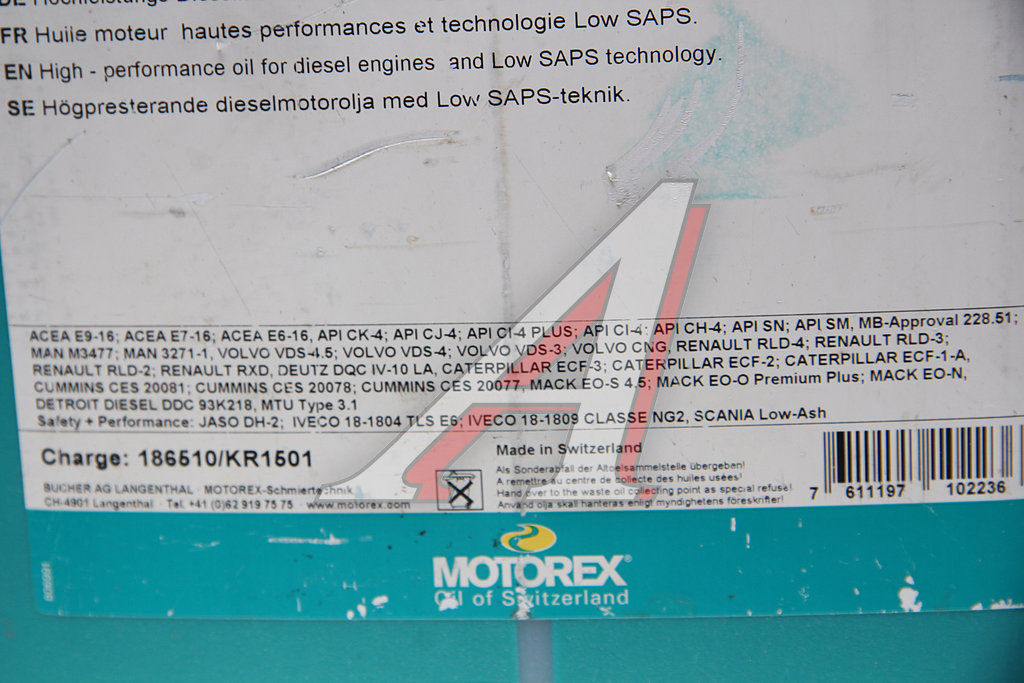 FR Huile moteur hautes performances et technologie Low SAPS.
EN High - performance oil for diesel engines and Low SAPS technology.
SE Högpresterande dieselmotorolja med Low SAPS-teknik.
ACEA E9-16; ACEA E7-16; ACEA E6-16, API CK-4; API CJ-4; API CI-4 PLUS; API CI-4: API CH-4; API SN; API SM, MB-Approval 228.51;
MAN M3477; MAN 3271-1, VOLVO VDS-4.5; VOLVO VDS-4; VOLVO VDS-3; VOLVO CNG, RENAULT RLD-4; RENAULT RLD-3;
RENAULT RLD-2; RENAULT RXD, DEUTZ DQC IV-10 LA, CATERPILLAR ECF-3; CATERPILLAR ECF-2; CATERPILLAR ECF-1-A,
CUMMINS CES 20081; CUMMINS CES 20078; CUMMINS CES 20077, MACK EO-S 4.5; MACK EO-O Premium Plus; MACK EO-N,
DETROIT DIESEL DDC 93K218, MTU Type 3.1
Safety + Performance: JASO DH-2; IVECO 18-1804 TLS E6; IVECO 18-1809 CLASSE NG2, SCANIA Low-Ash
Charge: 186510/KR1501
BUCHER AG LANGENTHAL · MOTOREX-Schmiertechnik
CH-4901 Langenthal · Tel. +41 (0)62 919 75 75 · www.motorex.com
Made in Switzerland
Als Sonderabfall der Altoelsammelstelle übergeben!
A remettre au centre de collecte des huiles usées!
Hand over to the waste oil collecting point as special refuse!
Använd olja skall hanteras enligt myndighetens föreskrifter!
7 611197 102236
MOTOREX®
Oil of Switzerland